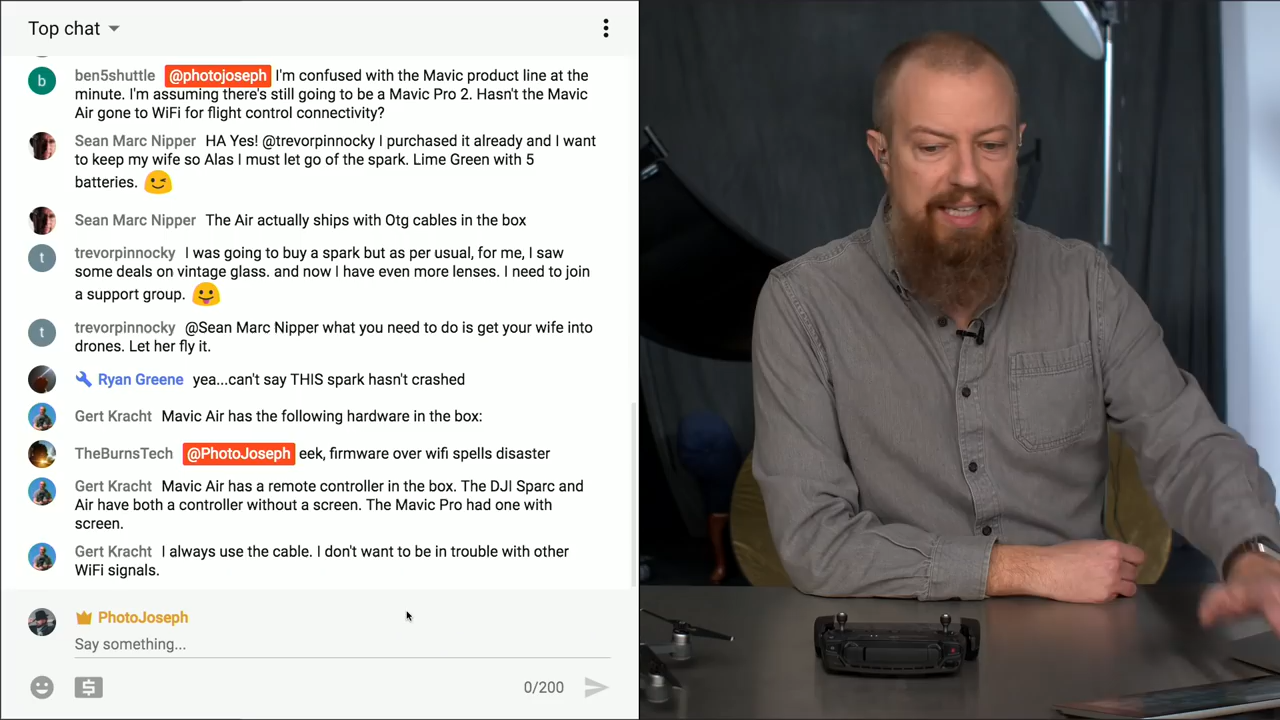 Top chat
ben5shuttle @photojoseph I'm confused with the Mavic product line at the
minute. I'm assuming there's still going to be a Mavic Pro 2. Hasn't the Mavic
Air gone to WiFi for flight control connectivity?
Sean Marc Nipper HA Yes! @trevorpinnocky I purchased it already and I want
to keep my wife so Alas I must let go of the spark. Lime Green with 5
batteries. 😉
Sean Marc Nipper The Air actually ships with Otg cables in the box
trevorpinnocky I was going to buy a spark but as per usual, for me, I saw
some deals on vintage glass. and now I have even more lenses. I need to join
a support group. 😛
trevorpinnocky @Sean Marc Nipper what you need to do is get your wife into
drones. Let her fly it.
Ryan Greene yea...can't say THIS spark hasn't crashed
Gert Kracht Mavic Air has the following hardware in the box:
TheBurnsTech @PhotoJoseph eek, firmware over wifi spells disaster
Gert Kracht Mavic Air has a remote controller in the box. The DJI Sparc and
Air have both a controller without a screen. The Mavic Pro had one with
screen.
Gert Kracht I always use the cable. I don't want to be in trouble with other
WiFi signals.
PhotoJoseph
Say something...
0/200